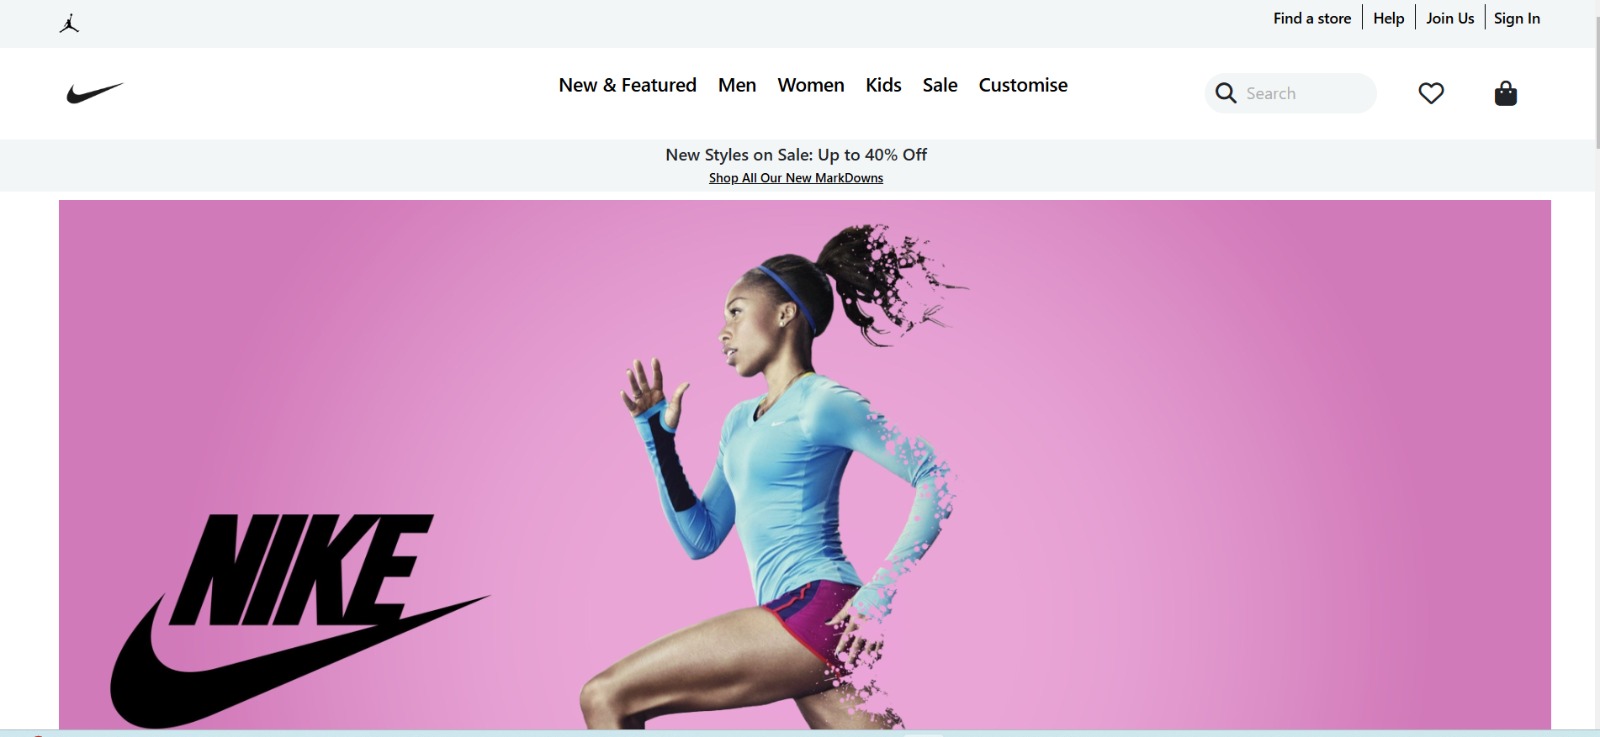 Find a store Help Join Us Sign In
New & Featured Men Women Kids Sale Customise
Search
New Styles on Sale: Up to 40% Off
Shop All Our New MarkDowns
NIKE